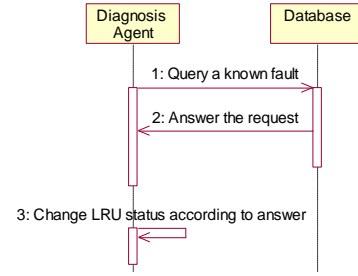 Diagnosis
Agent
Database
1: Query a known fault
2: Answer the request
3: Change LRU status according to answer